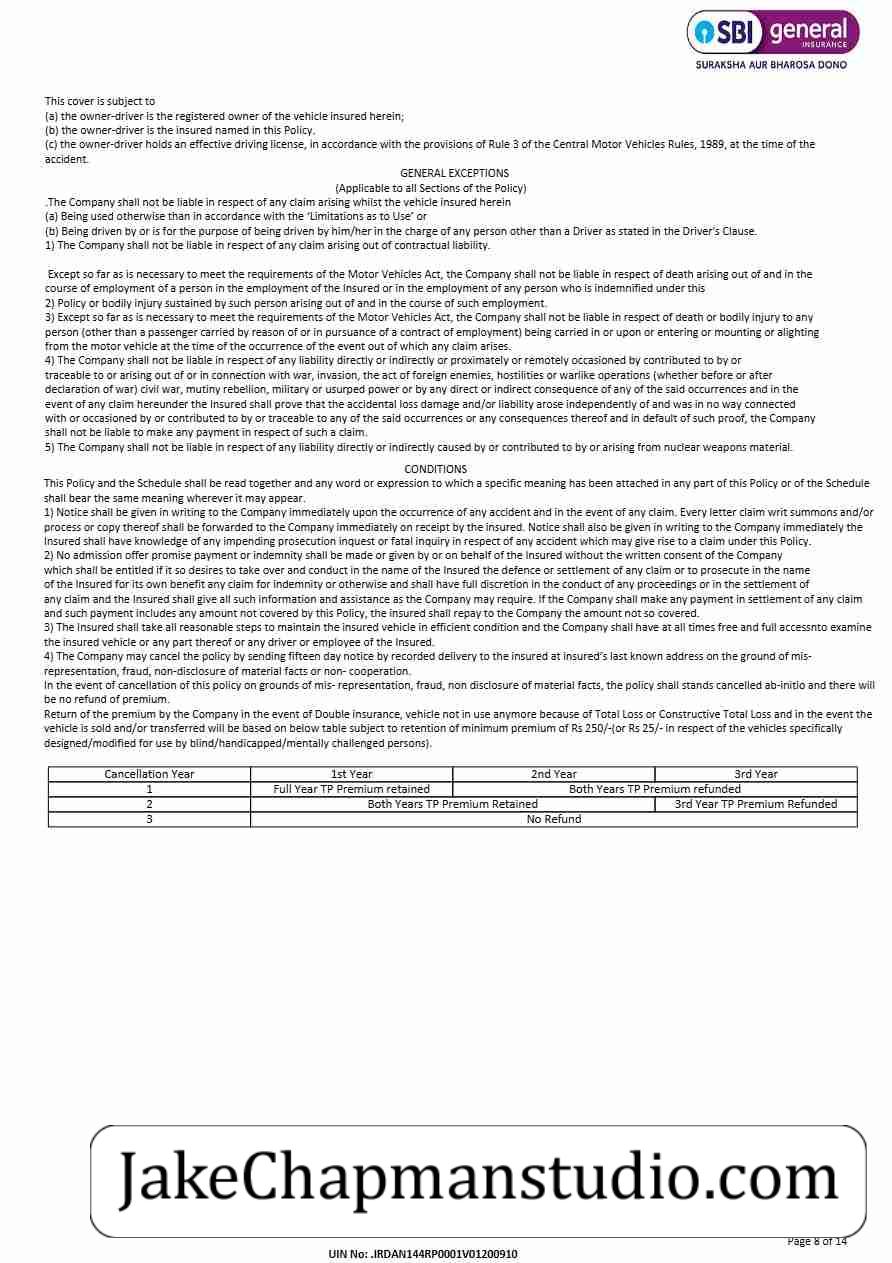 SBI general
INSURANCE
SURAKSHA AUR BHAROSA DONO
This cover is subject to
(a) the owner-driver is the registered owner of the vehicle insured herein;
(b) the owner-driver is the insured named in this Policy.
(c) the owner-driver holds an effective driving license, in accordance with the provisions of Rule 3 of the Central Motor Vehicles Rules, 1989, at the time of the
accident.
GENERAL EXCEPTIONS
(Applicable to all Sections of the Policy)
.The Company shall not be liable in respect of any claim arising whilst the vehicle insured herein
(a) Being used otherwise than in accordance with the ‘Limitations as to Use’ or
(b) Being driven by or is for the purpose of being driven by him/her in the charge of any person other than a Driver as stated in the Driver’s Clause.
1) The Company shall not be liable in respect of any claim arising out of contractual liability.
Except so far as is necessary to meet the requirements of the Motor Vehicles Act, the Company shall not be liable in respect of death arising out of and in the
course of employment of a person in the employment of the Insured or in the employment of any person who is indemnified under this
2) Policy or bodily injury sustained by such person arising out of and in the course of such employment.
3) Except so far as is necessary to meet the requirements of the Motor Vehicles Act, the Company shall not be liable in respect of death or bodily injury to any
person (other than a passenger carried by reason of or in pursuance of a contract of employment) being carried in or upon or entering or mounting or alighting
from the motor vehicle at the time of the occurrence of the event out of which any claim arises.
4) The Company shall not be liable in respect of any liability directly or indirectly or proximately or remotely occasioned by contributed to by or
traceable to or arising out of or in connection with war, invasion, the act of foreign enemies, hostilities or warlike operations (whether before or after
declaration of war) civil war, mutiny rebellion, military or usurped power or by any direct or indirect consequence of any of the said occurrences and in the
event of any claim hereunder the Insured shall prove that the accidental loss damage and/or liability arose independently of and was in no way connected
with or occasioned by or contributed to by or traceable to any of the said occurrences or any consequences thereof and in default of such proof, the Company
shall not be liable to make any payment in respect of such a claim.
5) The Company shall not be liable in respect of any liability directly or indirectly caused by or contributed to by or arising from nuclear weapons material.
CONDITIONS
This Policy and the Schedule shall be read together and any word or expression to which a specific meaning has been attached in any part of this Policy or of the Schedule
shall bear the same meaning wherever it may appear.
1) Notice shall be given in writing to the Company immediately upon the occurrence of any accident and in the event of any claim. Every letter claim writ summons and/or
process or copy thereof shall be forwarded to the Company immediately on receipt by the insured. Notice shall also be given in writing to the Company immediately the
Insured shall have knowledge of any impending prosecution inquest or fatal inquiry in respect of any accident which may give rise to a claim under this Policy.
2) No admission offer promise payment or indemnity shall be made or given by or on behalf of the Insured without the written consent of the Company
which shall be entitled if it so desires to take over and conduct in the name of the Insured the defence or settlement of any claim or to prosecute in the name
of the Insured for its own benefit any claim for indemnity or otherwise and shall have full discretion in the conduct of any proceedings or in the settlement of
any claim and the Insured shall give all such information and assistance as the Company may require. If the Company shall make any payment in settlement of any claim
and such payment includes any amount not covered by this Policy, the insured shall repay to the Company the amount not so covered.
3) The Insured shall take all reasonable steps to maintain the insured vehicle in efficient condition and the Company shall have at all times free and full accessnto examine
the insured vehicle or any part thereof or any driver or employee of the Insured.
4) The Company may cancel the policy by sending fifteen day notice by recorded delivery to the insured at insured’s last known address on the ground of mis-
representation, fraud, non-disclosure of material facts or non- cooperation.
In the event of cancellation of this policy on grounds of mis- representation, fraud, non disclosure of material facts, the policy shall stands cancelled ab-initio and there will
be no refund of premium.
Return of the premium by the Company in the event of Double insurance, vehicle not in use anymore because of Total Loss or Constructive Total Loss and in the event the
vehicle is sold and/or transferred will be based on below table subject to retention of minimum premium of Rs 250/-(or Rs 25/- in respect of the vehicles specifically
designed/modified for use by blind/handicapped/mentally challenged persons).
Cancellation Year 1st Year 2nd Year 3rd Year
1 Full Year TP Premium retained Both Years TP Premium refunded
2 Both Years TP Premium Retained 3rd Year TP Premium Refunded
3 No Refund
JakeChapmanstudio.com
Page 8 of 14
UIN No: .IRDAN144RP0001V01200910